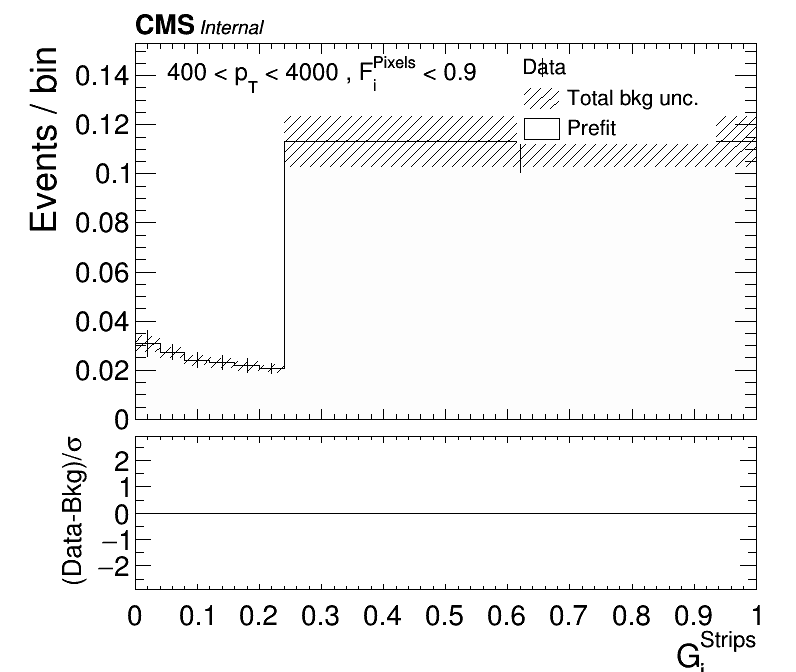 CMS Internal
400 < p_T < 4000 , F_i^Pixels < 0.9
Data
Total bkg unc.
Prefit
Events / bin
0.14
0.12
0.1
0.08
0.06
0.04
0.02
0
(Data-Bkg)/σ
2
1
0
−1
−2
0 0.1 0.2 0.3 0.4 0.5 0.6 0.7 0.8 0.9 1
G_i^Strips